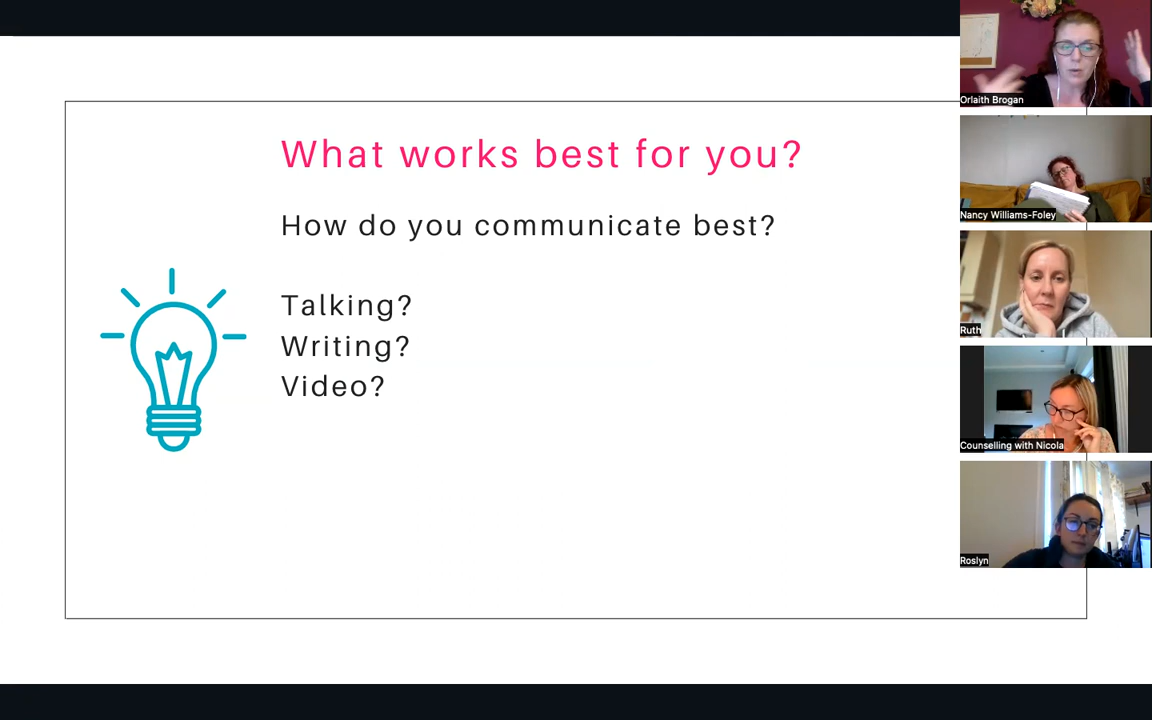 What works best for you?
How do you communicate best?
Talking?
Writing?
Video?
Orlaith Brogan
Nancy Williams-Foley
Ruth
Counselling with Nicola
Roslyn